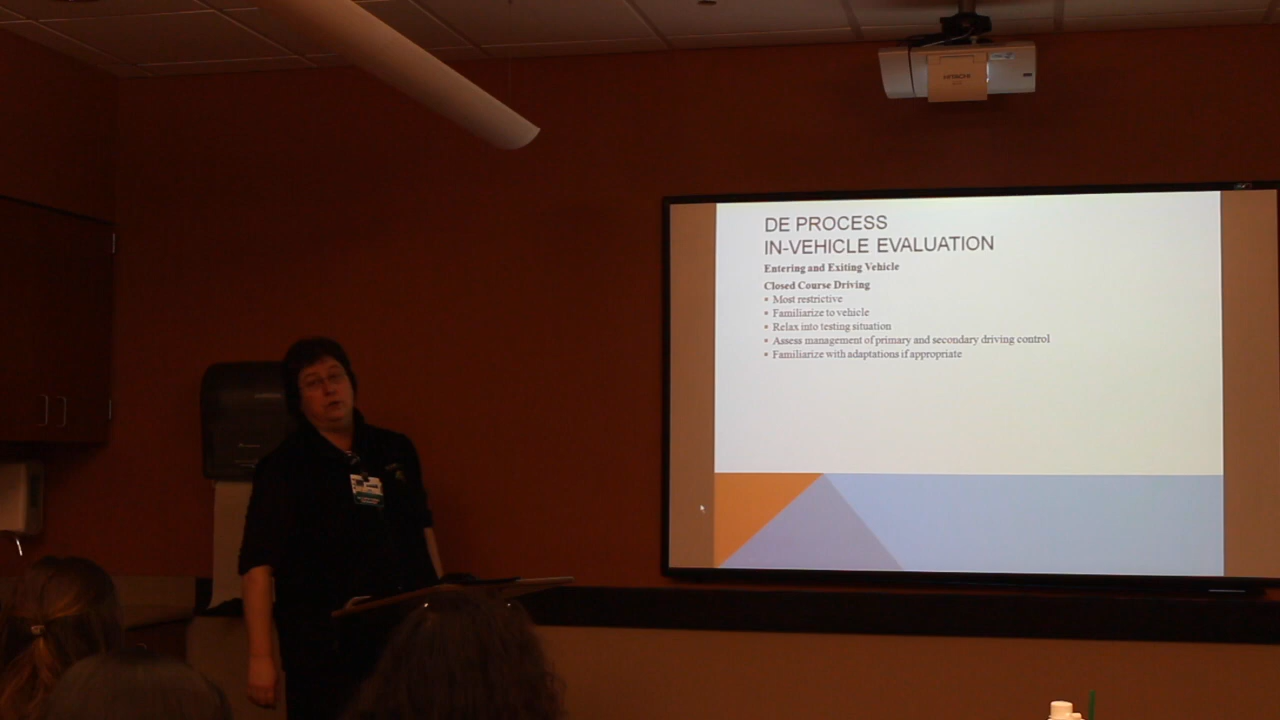 HITACHI
DE PROCESS
IN-VEHICLE EVALUATION
Entering and Exiting Vehicle
Closed Course Driving
▪ Most restrictive
▪ Familiarize to vehicle
▪ Relax into testing situation
▪ Assess management of primary and secondary driving control
▪ Familiarize with adaptations if appropriate